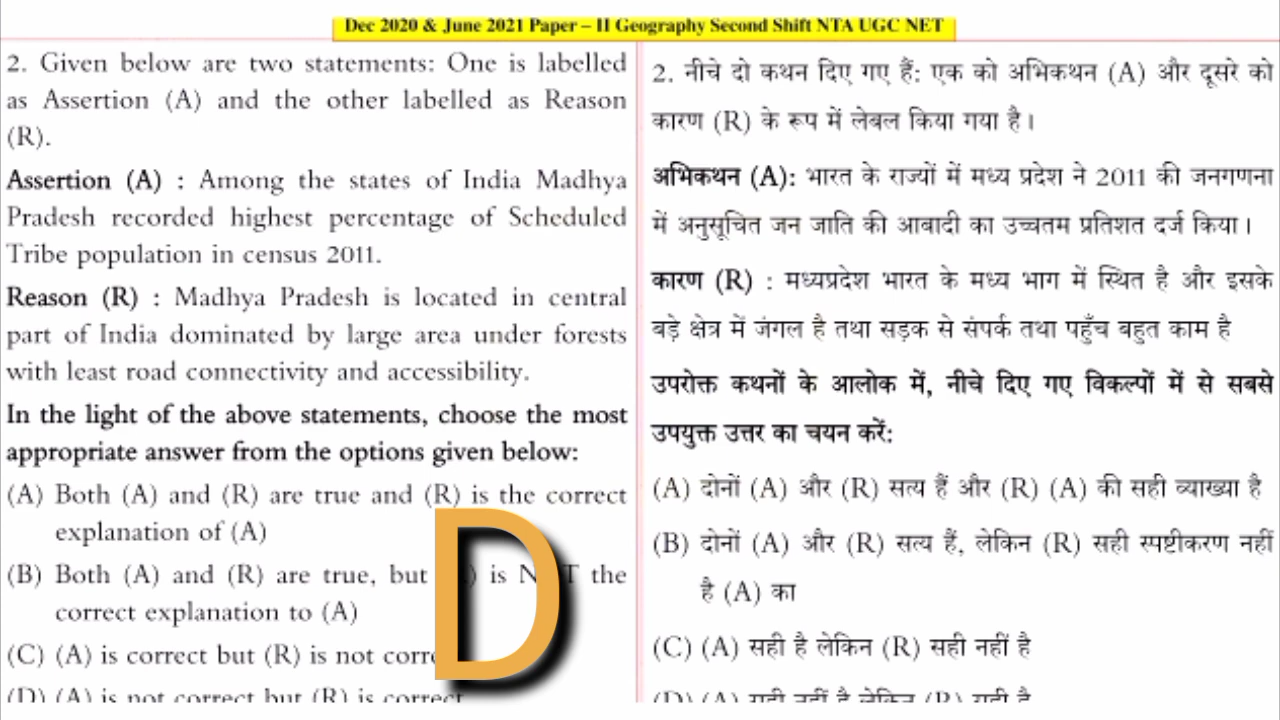 Dec 2020 & June 2021 Paper – II Geography Second Shift NTA UGC NET
2. Given below are two statements: One is labelled
as Assertion (A) and the other labelled as Reason
(R).
Assertion (A) : Among the states of India Madhya
Pradesh recorded highest percentage of Scheduled
Tribe population in census 2011.
Reason (R) : Madhya Pradesh is located in central
part of India dominated by large area under forests
with least road connectivity and accessibility.
In the light of the above statements, choose the most
appropriate answer from the options given below:
(A) Both (A) and (R) are true and (R) is the correct
explanation of (A)
(B) Both (A) and (R) are true, but is the
correct explanation to (A)
(C) (A) is correct but (R) is not
(D) (A) is not correct but (R) is correct
D
2. नीचे दो कथन दिए गए हैं: एक को अभिकथन (A) और दूसरे को
कारण (R) के रूप में लेबल किया गया है।
अभिकथन (A): भारत के राज्यों में मध्य प्रदेश ने 2011 की जनगणना
में अनुसूचित जन जाति की आबादी का उच्चतम प्रतिशत दर्ज किया।
कारण (R) : मध्यप्रदेश भारत के मध्य भाग में स्थित है और इसके
बड़े क्षेत्र में जंगल है तथा सड़क से संपर्क तथा पहुँच बहुत काम है
उपरोक्त कथनों के आलोक में, नीचे दिए गए विकल्पों में से सबसे
उपयुक्त उत्तर का चयन करें:
(A) दोनों (A) और (R) सत्य हैं और (R) (A) की सही व्याख्या है
(B) दोनों (A) और (R) सत्य हैं, लेकिन (R) सही स्पष्टीकरण नहीं
है (A) का
(C) (A) सही है लेकिन (R) सही नहीं है
(D) (A) सही नहीं है लेकिन (R) सही है